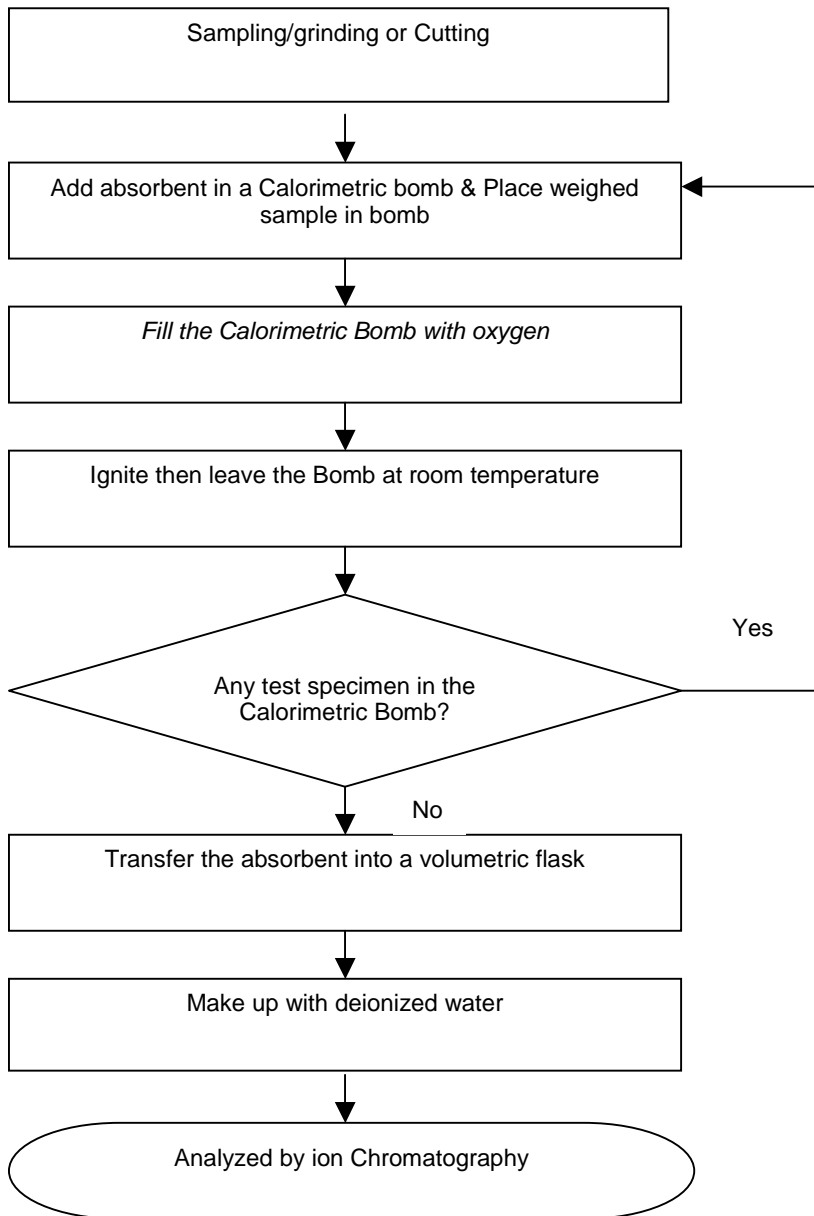 Sampling/grinding or Cutting
Add absorbent in a Calorimetric bomb & Place weighed
sample in bomb
Fill the Calorimetric Bomb with oxygen
Ignite then leave the Bomb at room temperature
Yes
Any test specimen in the
Calorimetric Bomb?
No
Transfer the absorbent into a volumetric flask
Make up with deionized water
Analyzed by ion Chromatography